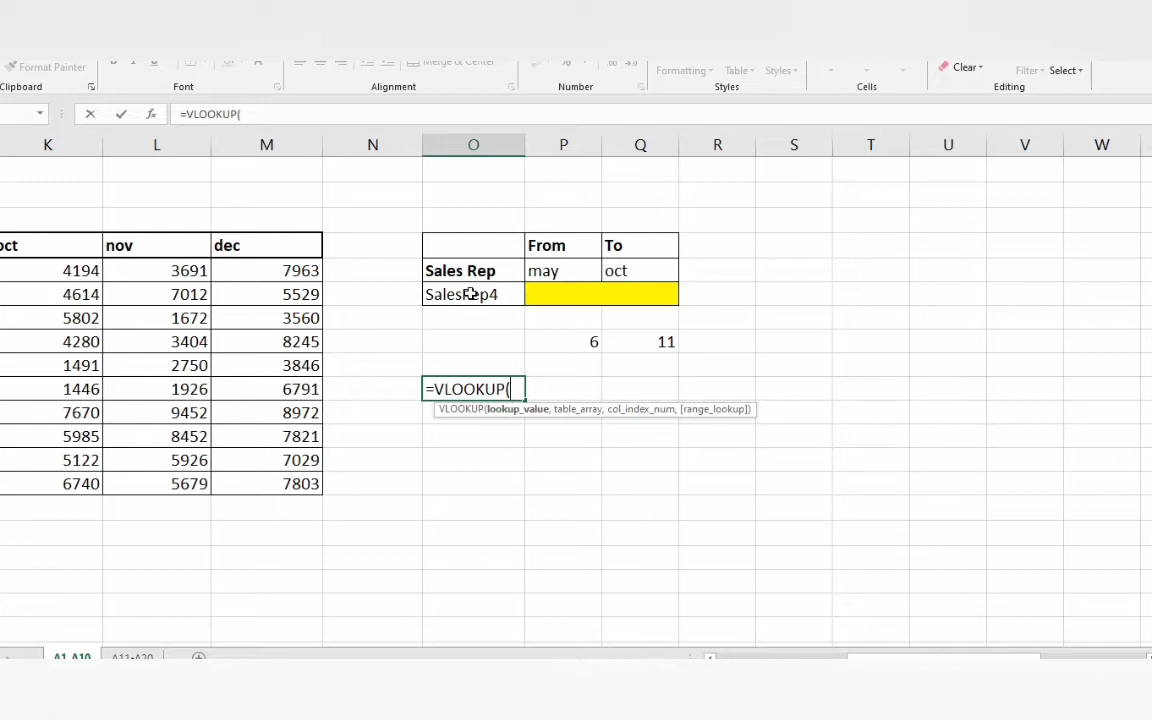 Format Painter B I U A Merge & Center % Formatting Table Styles Clear Filter Select
Clipboard Font Alignment Number Styles Cells Editing
=VLOOKUP(
K L M N O P Q R S T U V W
oct nov dec From To
4194 3691 7963 Sales Rep may oct
4614 7012 5529 SalesRep4
5802 1672 3560
4280 3404 8245 6 11
1491 2750 3846
1446 1926 6791 =VLOOKUP(
7670 9452 8972 VLOOKUP(lookup_value, table_array, col_index_num, [range_lookup])
5985 8452 7821
5122 5926 7029
6740 5679 7803
A1-A10 A11-A20